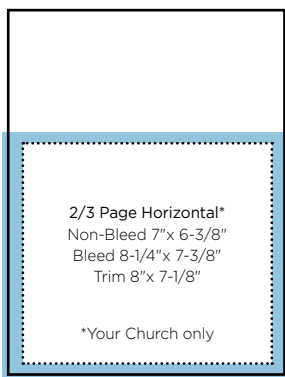 2/3 Page Horizontal*
Non-Bleed 7"x 6-3/8"
Bleed 8-1/4"x 7-3/8"
Trim 8"x 7-1/8"
*Your Church only